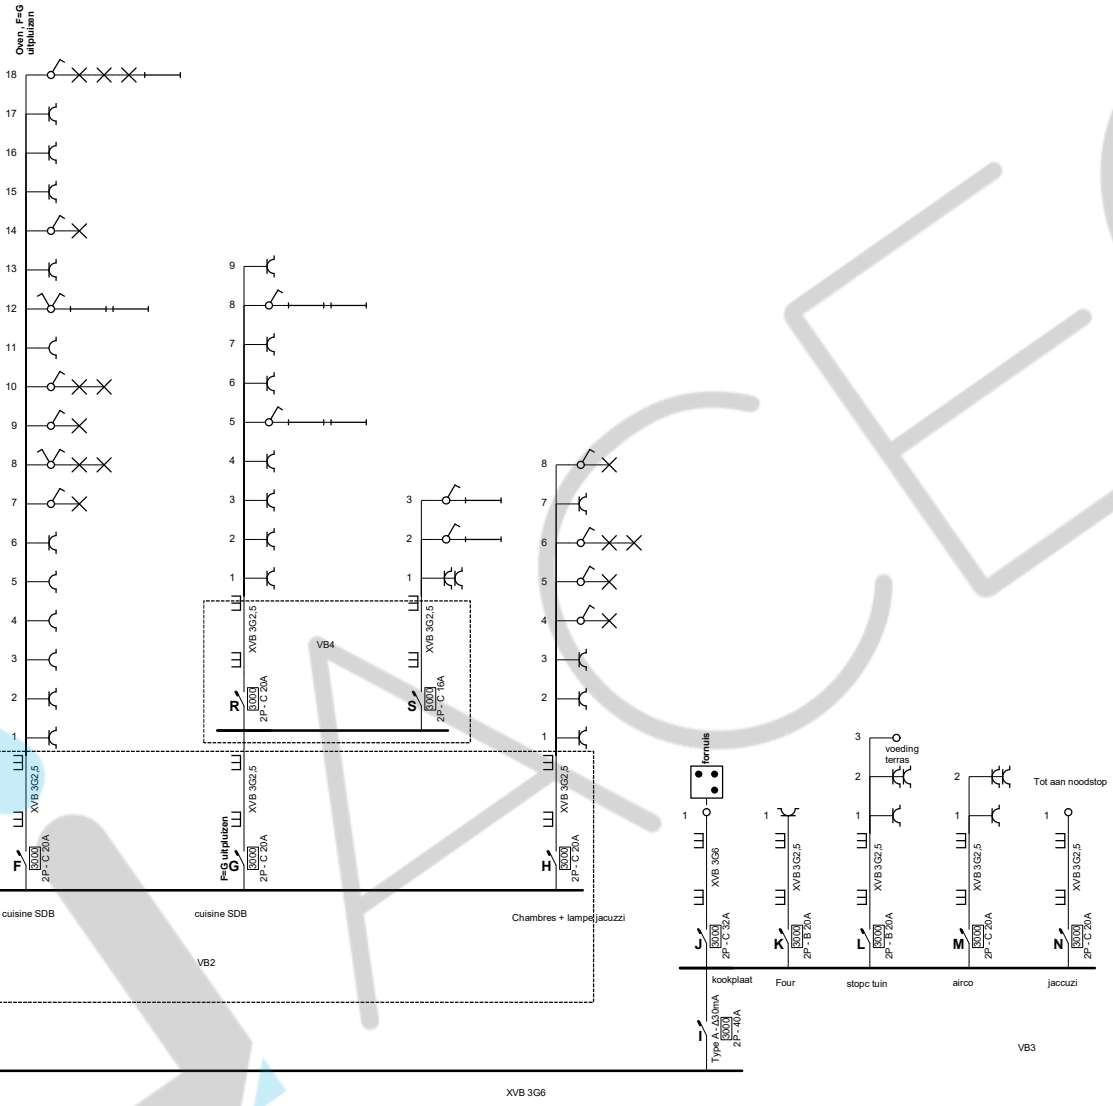 Oven , F=G
uitpluizen
18
17
16
15
14
13
12
11
10
9
8
7
6
5
4
3
2
1
XVB 3G2,5
F
3000
2P - C 20A
cuisine SDB
9
8
7
6
5
4
3
2
1
XVB 3G2,5
R
3000
2P - C 20A
VB4
3
2
1
XVB 3G2,5
S
3000
2P - C 16A
XVB 3G2,5
F=G uitpluizen
G
3000
2P - C 20A
cuisine SDB
8
7
6
5
4
3
2
1
XVB 3G2,5
H
3000
2P - C 20A
Chambres + lampe jacuzzi
VB2
fornuis
1
XVB 3G6
J
3000
2P - C 32A
kookplaat
1
XVB 3G2,5
K
3000
2P - B 20A
Four
3
voeding
terras
2
1
XVB 3G2,5
L
3000
2P - B 20A
stopc tuin
2
1
XVB 3G2,5
M
3000
2P - C 20A
airco
Tot aan noodstop
1
XVB 3G2,5
N
3000
2P - C 20A
jaccuzi
Type A - Δ30mA
I
3000
2P - 40A
VB3
XVB 3G6